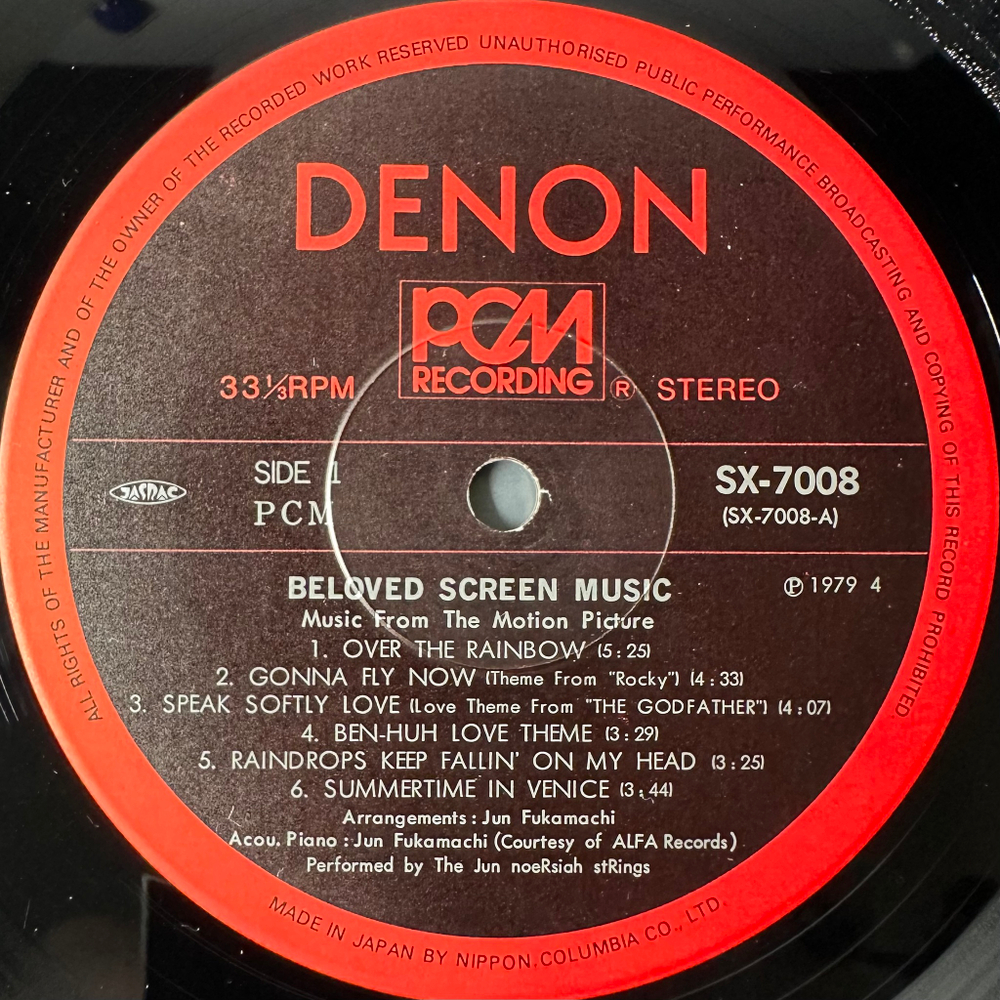 ALL RIGHTS OF THE MANUFACTURER AND OF THE OWNER OF THE RECORDED WORK RESERVED UNAUTHORISED PUBLIC PERFORMANCE BROADCASTING AND COPYING OF THIS RECORD PROHIBITED.
DENON
PCM
RECORDING
33⅓RPM ® STEREO
SIDE 1
PCM
JASRAC
SX-7008
(SX-7008-A)
BELOVED SCREEN MUSIC
℗ 1979 4
Music From The Motion Picture
1. OVER THE RAINBOW (5:25)
2. GONNA FLY NOW (Theme From "Rocky") (4:33)
3. SPEAK SOFTLY LOVE (Love Theme From "THE GODFATHER") (4:07)
4. BEN-HUH LOVE THEME (3:29)
5. RAINDROPS KEEP FALLIN' ON MY HEAD (3:25)
6. SUMMERTIME IN VENICE (3:44)
Arrangements: Jun Fukamachi
Acou. Piano: Jun Fukamachi (Courtesy of ALFA Records)
Performed by The Jun noeRsiah stRings
MADE IN JAPAN BY NIPPON COLUMBIA CO., LTD.